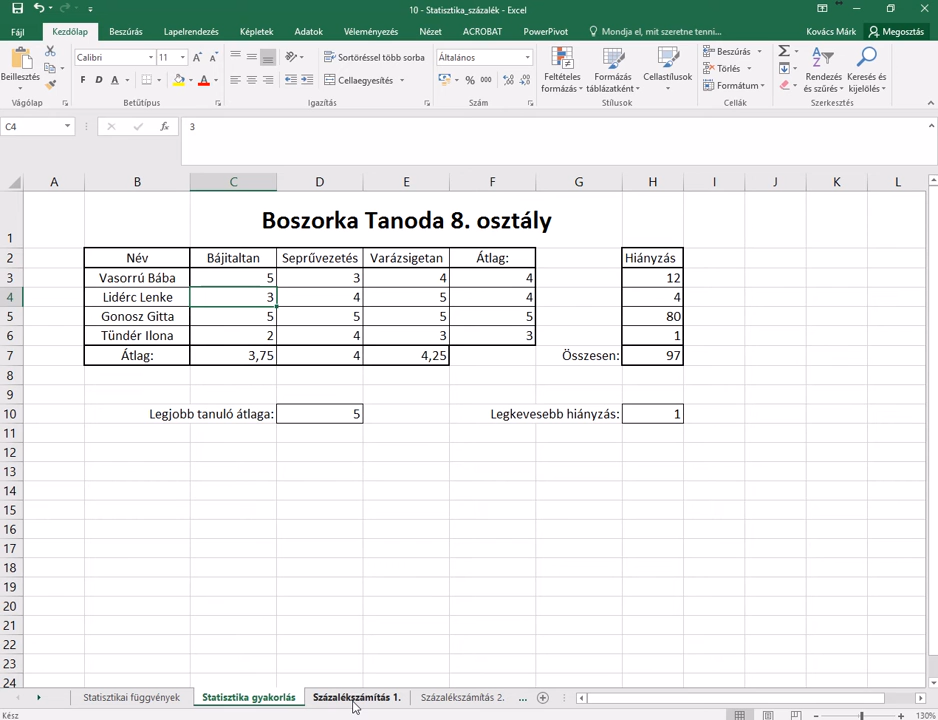 10 - Statisztika_százalék - Excel
Fájl Kezdőlap Beszúrás Lapelrendezés Képletek Adatok Véleményezés Nézet ACROBAT PowerPivot Mondja el, mit szeretne tenni... Kovács Márk Megosztás
Beillesztés
Calibri 11
F D A
Sortöréssel több sorba
Cellaegyesítés
Általános
% 000
Feltételes formázás
Formázás táblázatként
Cellastílusok
Beszúrás
Törlés
Formátum
Rendezés és szűrés
Keresés és kijelölés
Vágólap Betűtípus Igazítás Szám Stílusok Cellák Szerkesztés
C4 fx 3
A B C D E F G H I J K L
1 Boszorka Tanoda 8. osztály
2 Név Bájitaltan Seprűvezetés Varázsigetan Átlag: Hiányzás
3 Vasorrú Bába 5 3 4 4 12
4 Lidérc Lenke 3 4 5 4 4
5 Gonosz Gitta 5 5 5 5 80
6 Tündér Ilona 2 4 3 3 1
7 Átlag: 3,75 4 4,25 Összesen: 97
8
9
10 Legjobb tanuló átlaga: 5 Legkevesebb hiányzás: 1
11
12
13
14
15
16
17
18
19
20
21
22
23
24
Statisztikai függvények Statisztika gyakorlás Százalékszámítás 1. Százalékszámítás 2. ...
Kész 130%